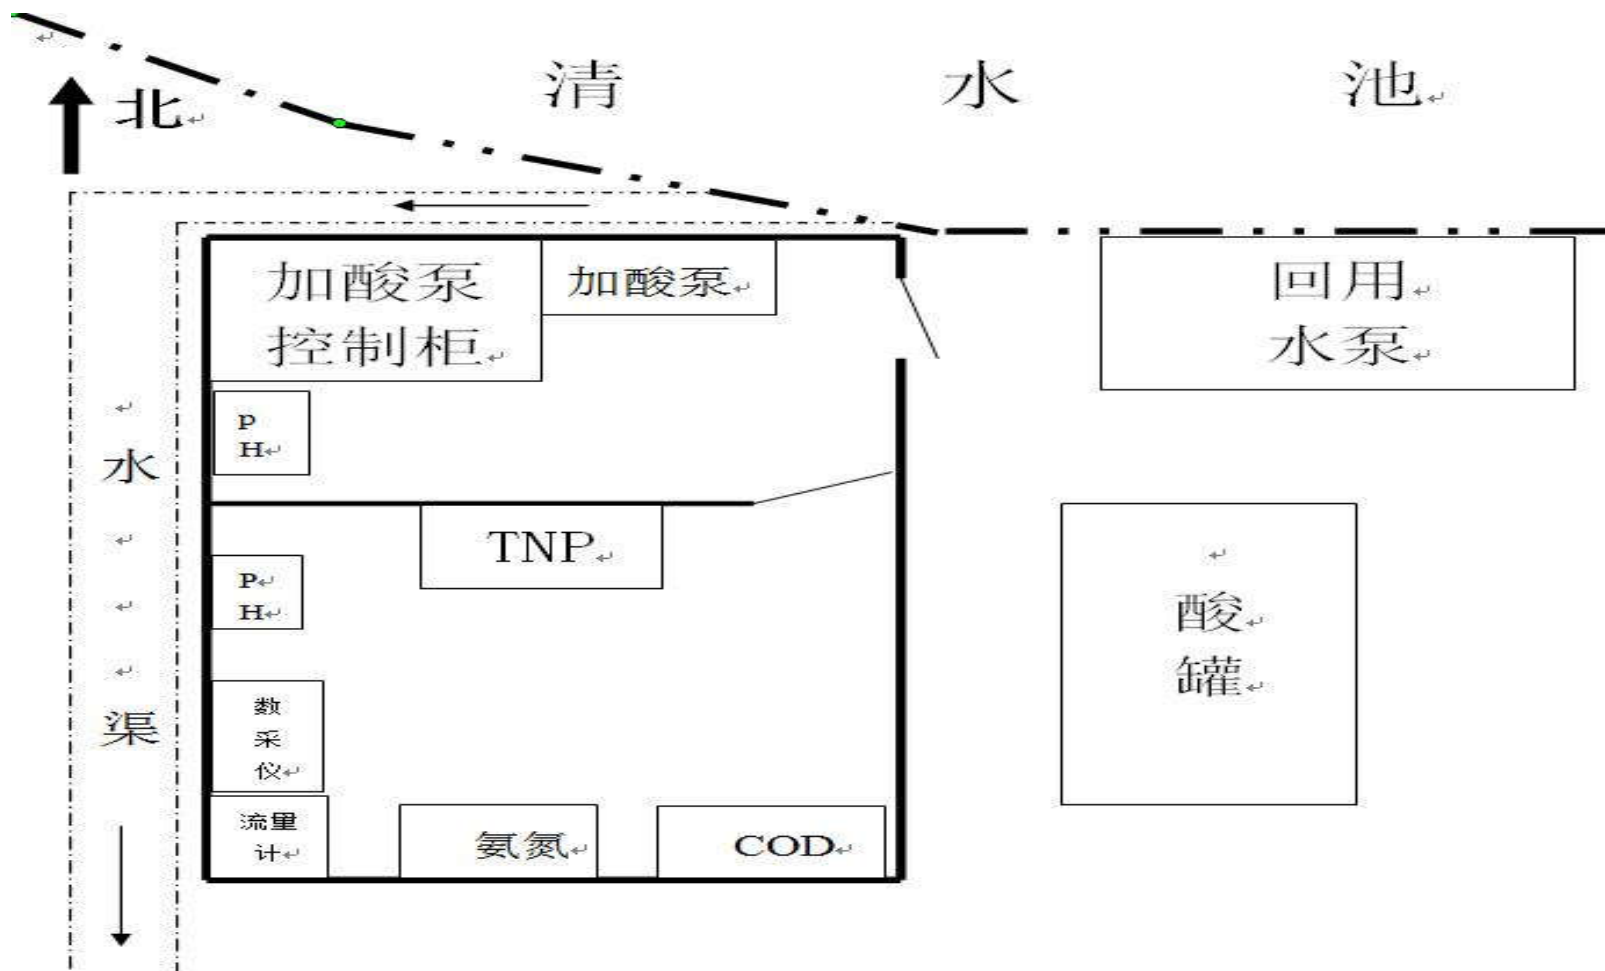 清 水 池
北
加酸泵
控制柜
加酸泵
回用
水泵
p
H
水
渠
TNP
P
H
酸
罐
数
采
仪
流量
计
氨氮
COD